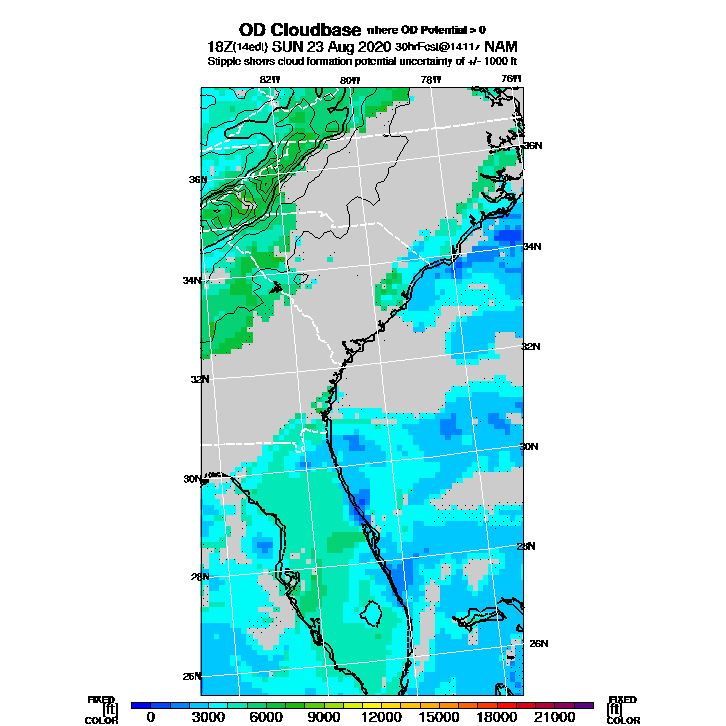 OD Cloudbase where OD Potential > 0
18Z(14edt) SUN 23 Aug 2020 30hrFcst@1411z NAM
Stipple shows cloud formation potential uncertainty of +/- 1000 ft
82W 80W 78W 76W
36N 36N
34N 34N
32N 32N
30N 30N
28N 28N
26N 26N
FIXED FIXED
[ft] [ft]
COLOR COLOR
0 3000 6000 9000 12000 15000 18000 21000